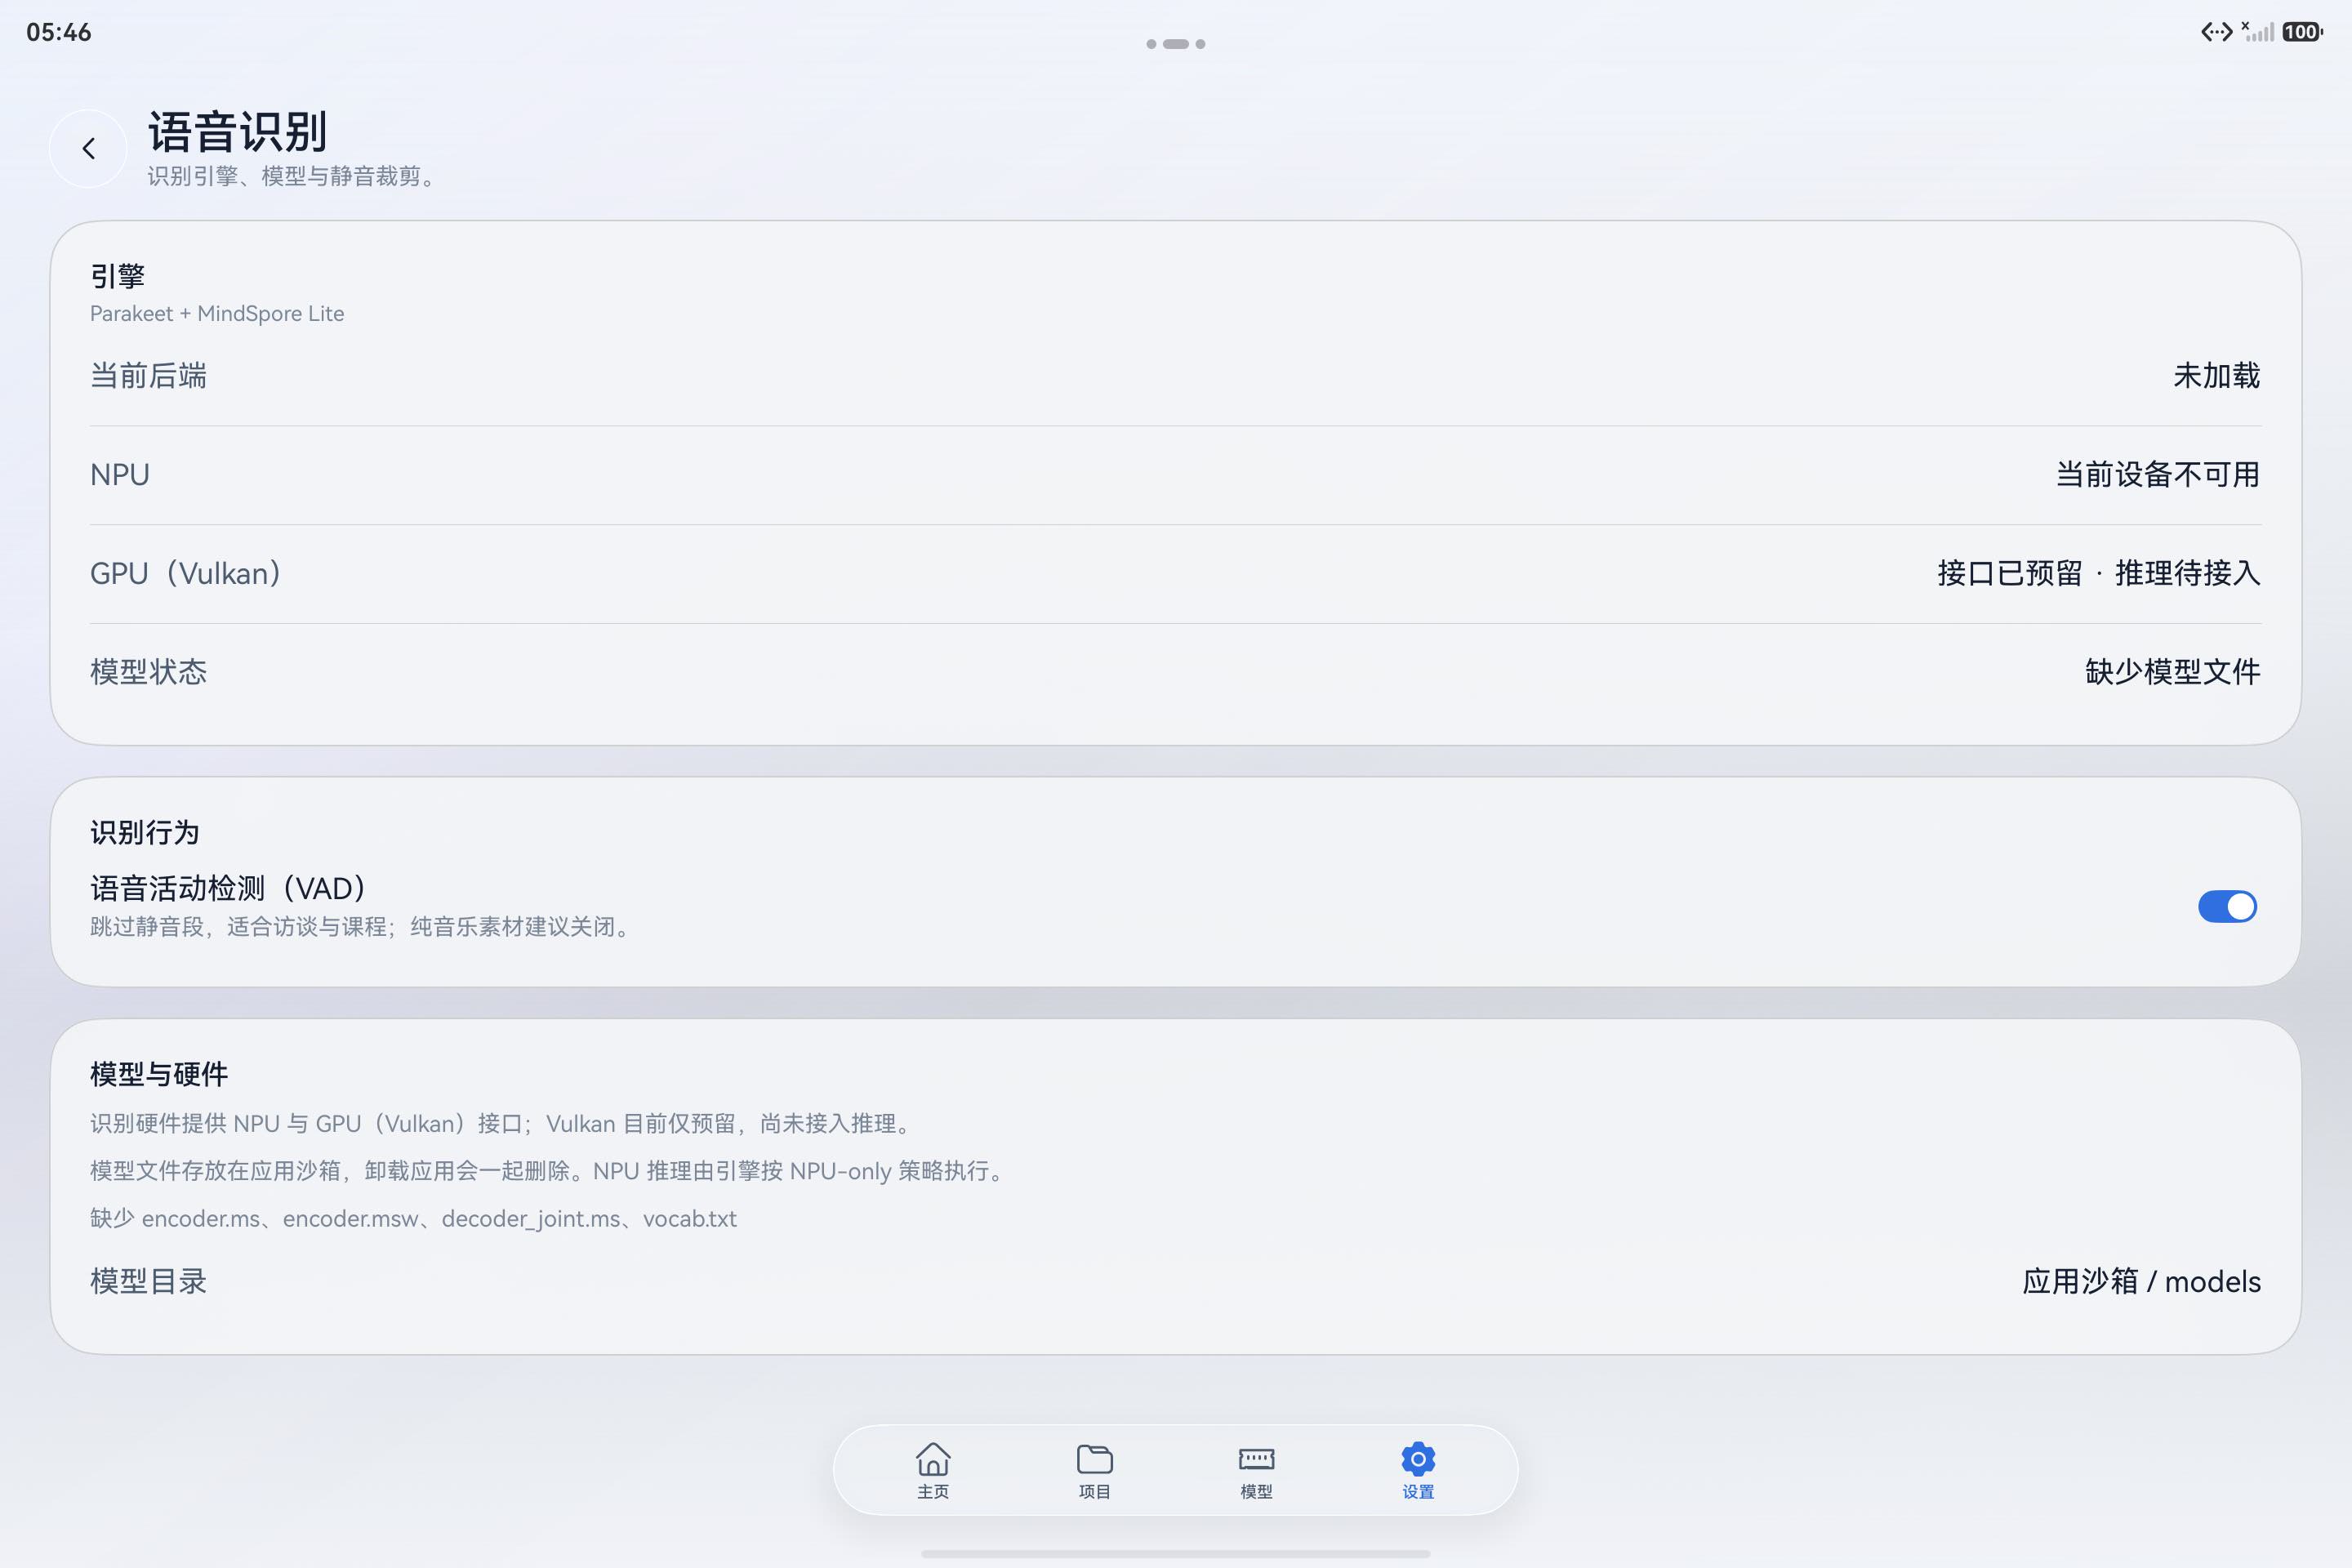 05:46
100
语音识别
识别引擎、模型与静音裁剪。
引擎
Parakeet + MindSpore Lite
当前后端
未加载
NPU
当前设备不可用
GPU（Vulkan）
接口已预留 · 推理待接入
模型状态
缺少模型文件
识别行为
语音活动检测（VAD）
跳过静音段，适合访谈与课程；纯音乐素材建议关闭。
模型与硬件
识别硬件提供 NPU 与 GPU（Vulkan）接口；Vulkan 目前仅预留，尚未接入推理。
模型文件存放在应用沙箱，卸载应用会一起删除。NPU 推理由引擎按 NPU-only 策略执行。
缺少 encoder.ms、encoder.msw、decoder_joint.ms、vocab.txt
模型目录
应用沙箱 / models
主页
项目
模型
设置